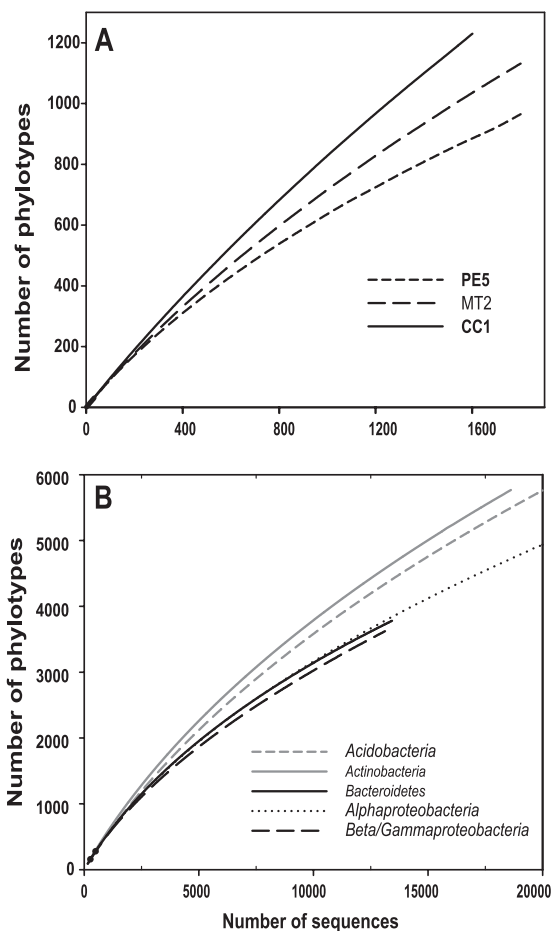 A
Number of phylotypes
1200
1000
800
600
400
200
0
PE5
MT2
CC1
0 400 800 1200 1600
B
Number of phylotypes
6000
5000
4000
3000
2000
1000
0
Acidobacteria
Actinobacteria
Bacteroidetes
Alphaproteobacteria
Beta/Gammaproteobacteria
0 5000 10000 15000 20000
Number of sequences